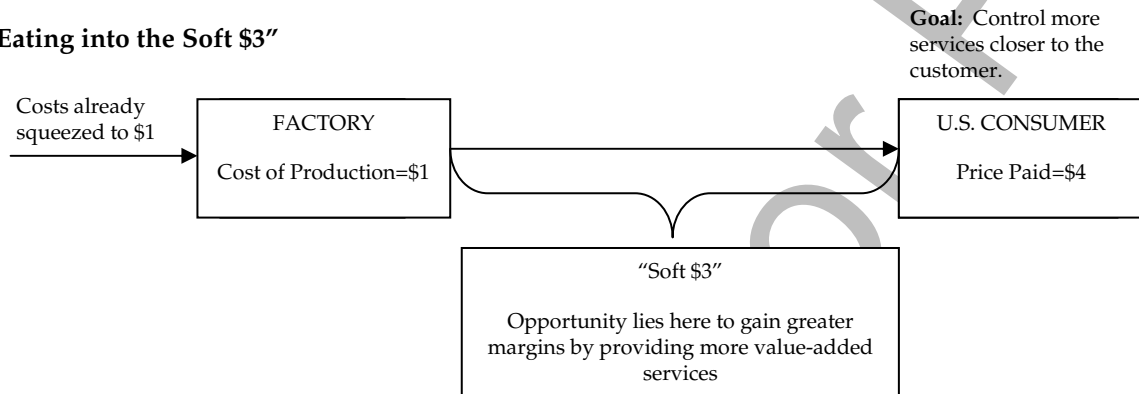 Eating into the Soft $3”
Goal: Control more
services closer to the
customer.
Costs already
squeezed to $1
FACTORY
Cost of Production=$1
U.S. CONSUMER
Price Paid=$4
“Soft $3”
Opportunity lies here to gain greater
margins by providing more value-added
services